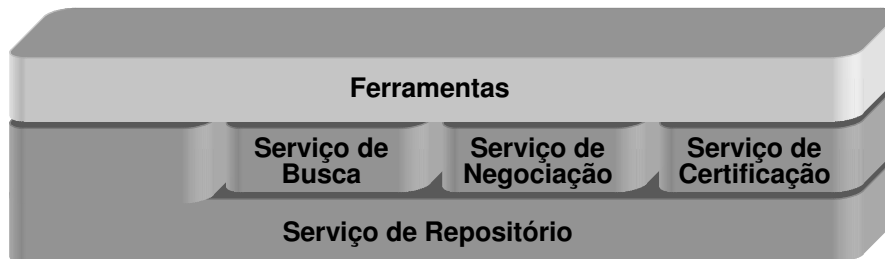 Ferramentas
Serviço de
Busca
Serviço de
Negociação
Serviço de
Certificação
Serviço de Repositório